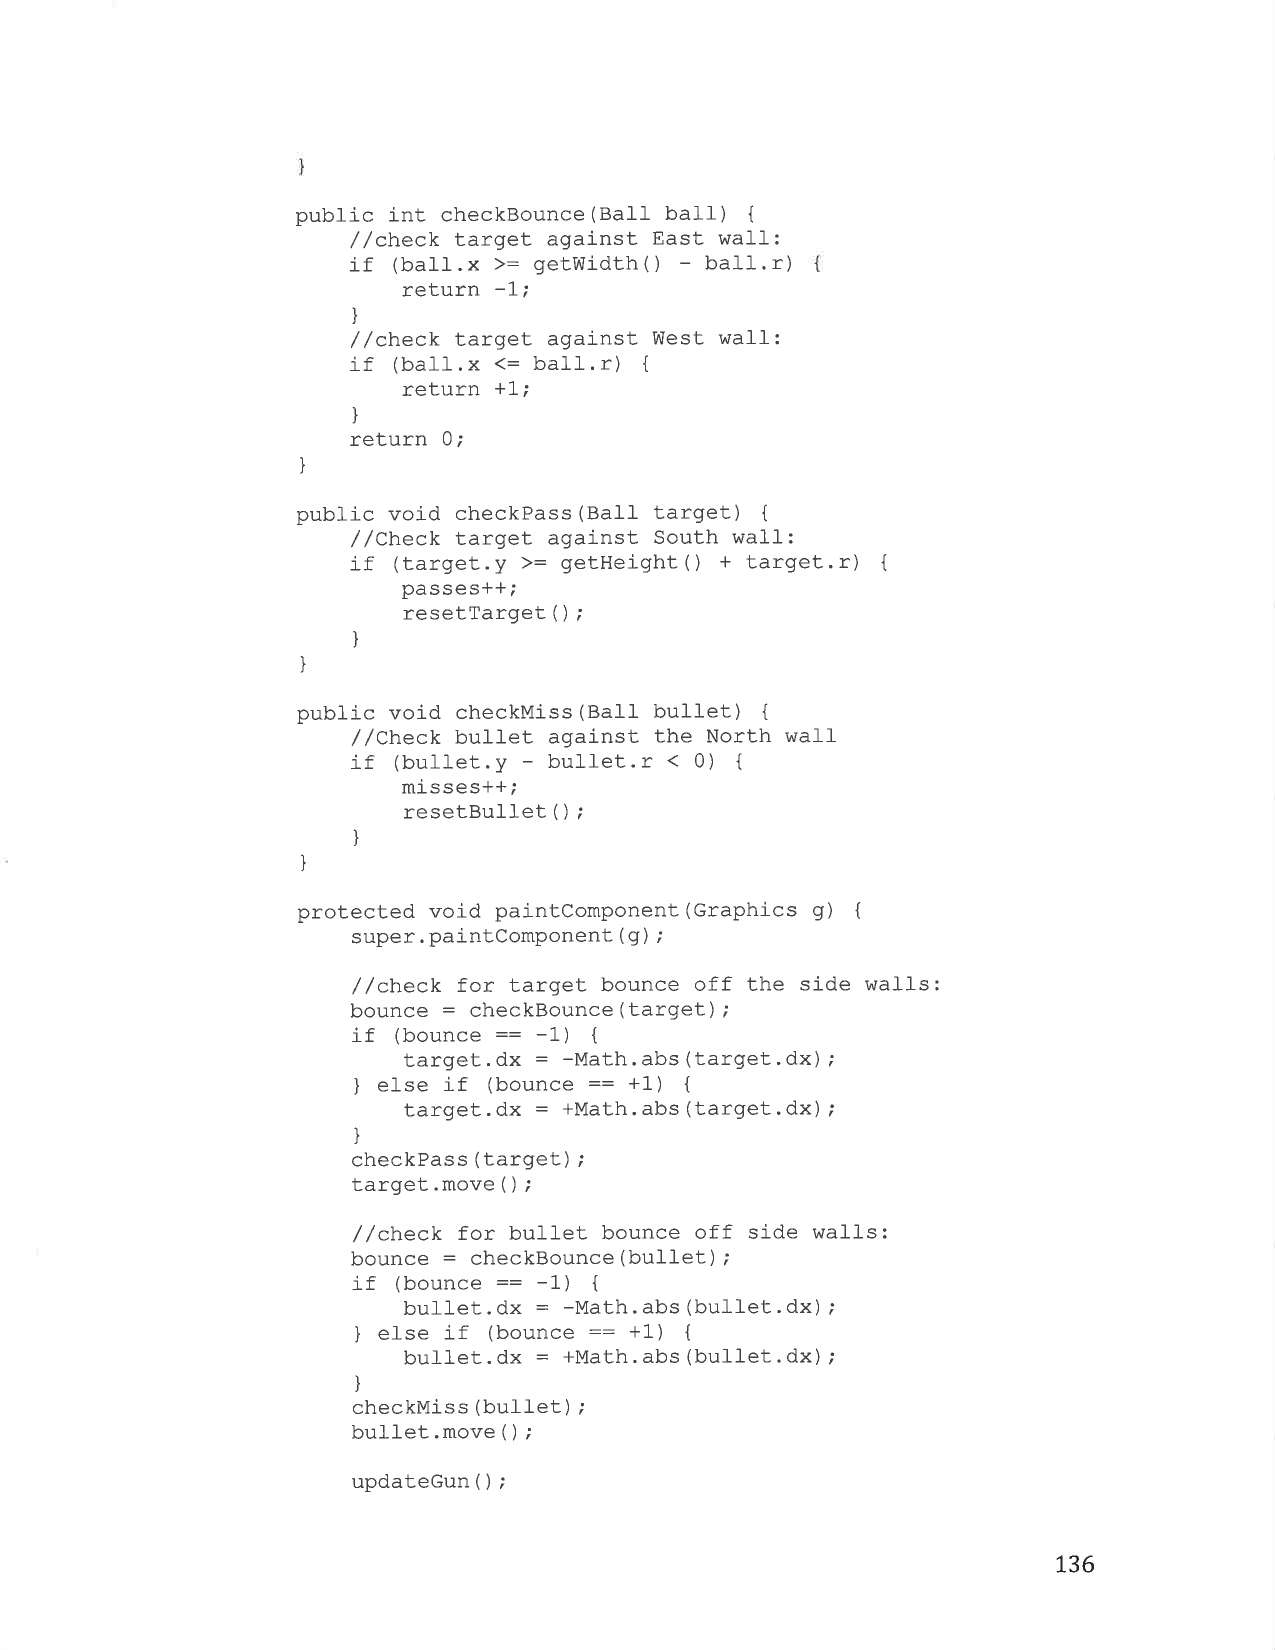 }

public int checkBounce(Ball ball) {
    //check target against East wall:
    if (ball.x >= getWidth() - ball.r) {
        return -1;
    }
    //check target against West wall:
    if (ball.x <= ball.r) {
        return +1;
    }
    return 0;
}

public void checkPass(Ball target) {
    //Check target against South wall:
    if (target.y >= getHeight() + target.r) {
        passes++;
        resetTarget();
    }
}

public void checkMiss(Ball bullet) {
    //Check bullet against the North wall
    if (bullet.y - bullet.r < 0) {
        misses++;
        resetBullet();
    }
}

protected void paintComponent(Graphics g) {
    super.paintComponent(g);

    //check for target bounce off the side walls:
    bounce = checkBounce(target);
    if (bounce == -1) {
        target.dx = -Math.abs(target.dx);
    } else if (bounce == +1) {
        target.dx = +Math.abs(target.dx);
    }
    checkPass(target);
    target.move();

    //check for bullet bounce off side walls:
    bounce = checkBounce(bullet);
    if (bounce == -1) {
        bullet.dx = -Math.abs(bullet.dx);
    } else if (bounce == +1) {
        bullet.dx = +Math.abs(bullet.dx);
    }
    checkMiss(bullet);
    bullet.move();

    updateGun();

136